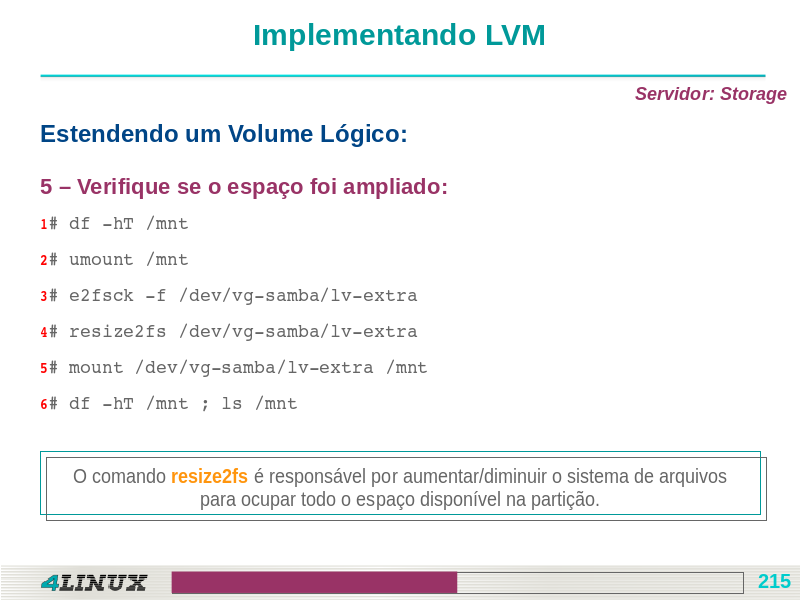 Implementando LVM
Servidor: Storage
Estendendo um Volume Lógico:
5 – Verifique se o espaço foi ampliado:
1# df -hT /mnt
2# umount /mnt
3# e2fsck -f /dev/vg-samba/lv-extra
4# resize2fs /dev/vg-samba/lv-extra
5# mount /dev/vg-samba/lv-extra /mnt
6# df -hT /mnt ; ls /mnt
O comando resize2fs é responsável por aumentar/diminuir o sistema de arquivos
para ocupar todo o espaço disponível na partição.
4LINUX
215